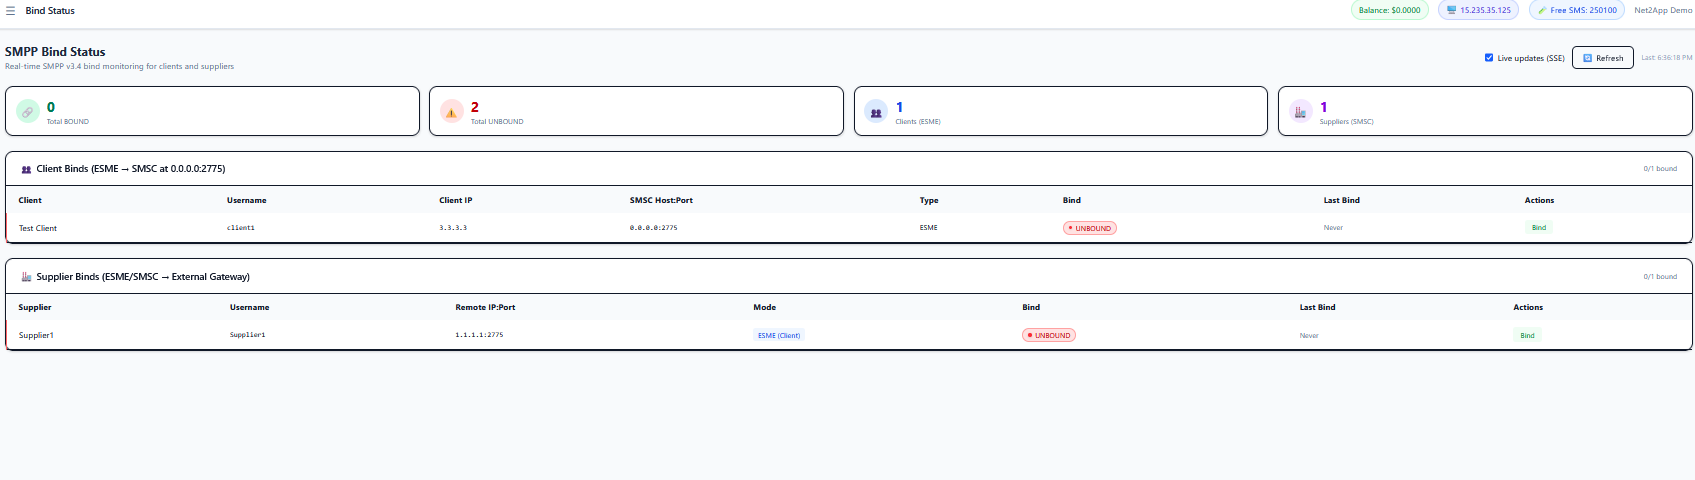 Bind Status
Balance: $0.0000
15.235.35.125
Free SMS: 250100
Net2App Demo
SMPP Bind Status
Real-time SMPP v3.4 bind monitoring for clients and suppliers
Live updates (SSE)
Refresh
Last: 6:36:18 PM
0
Total BOUND
2
Total UNBOUND
1
Clients (ESME)
1
Suppliers (SMSC)
Client Binds (ESME → SMSC at 0.0.0.0:2775)
0/1 bound
Client Username Client IP SMSC Host:Port Type Bind Last Bind Actions
Test Client client1 3.3.3.3 0.0.0.0:2775 ESME UNBOUND Never Bind
Supplier Binds (ESME/SMSC → External Gateway)
0/1 bound
Supplier Username Remote IP:Port Mode Bind Last Bind Actions
Supplier1 Supplier1 1.1.1.1:2775 ESME (Client) UNBOUND Never Bind